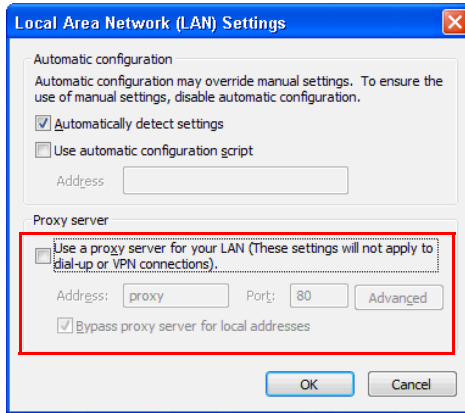 Local Area Network (LAN) Settings
Automatic configuration
Automatic configuration may override manual settings. To ensure the
use of manual settings, disable automatic configuration.
Automatically detect settings
Use automatic configuration script
Address
Proxy server
Use a proxy server for your LAN (These settings will not apply to
dial-up or VPN connections).
Address: proxy Port: 80 Advanced
Bypass proxy server for local addresses
OK Cancel